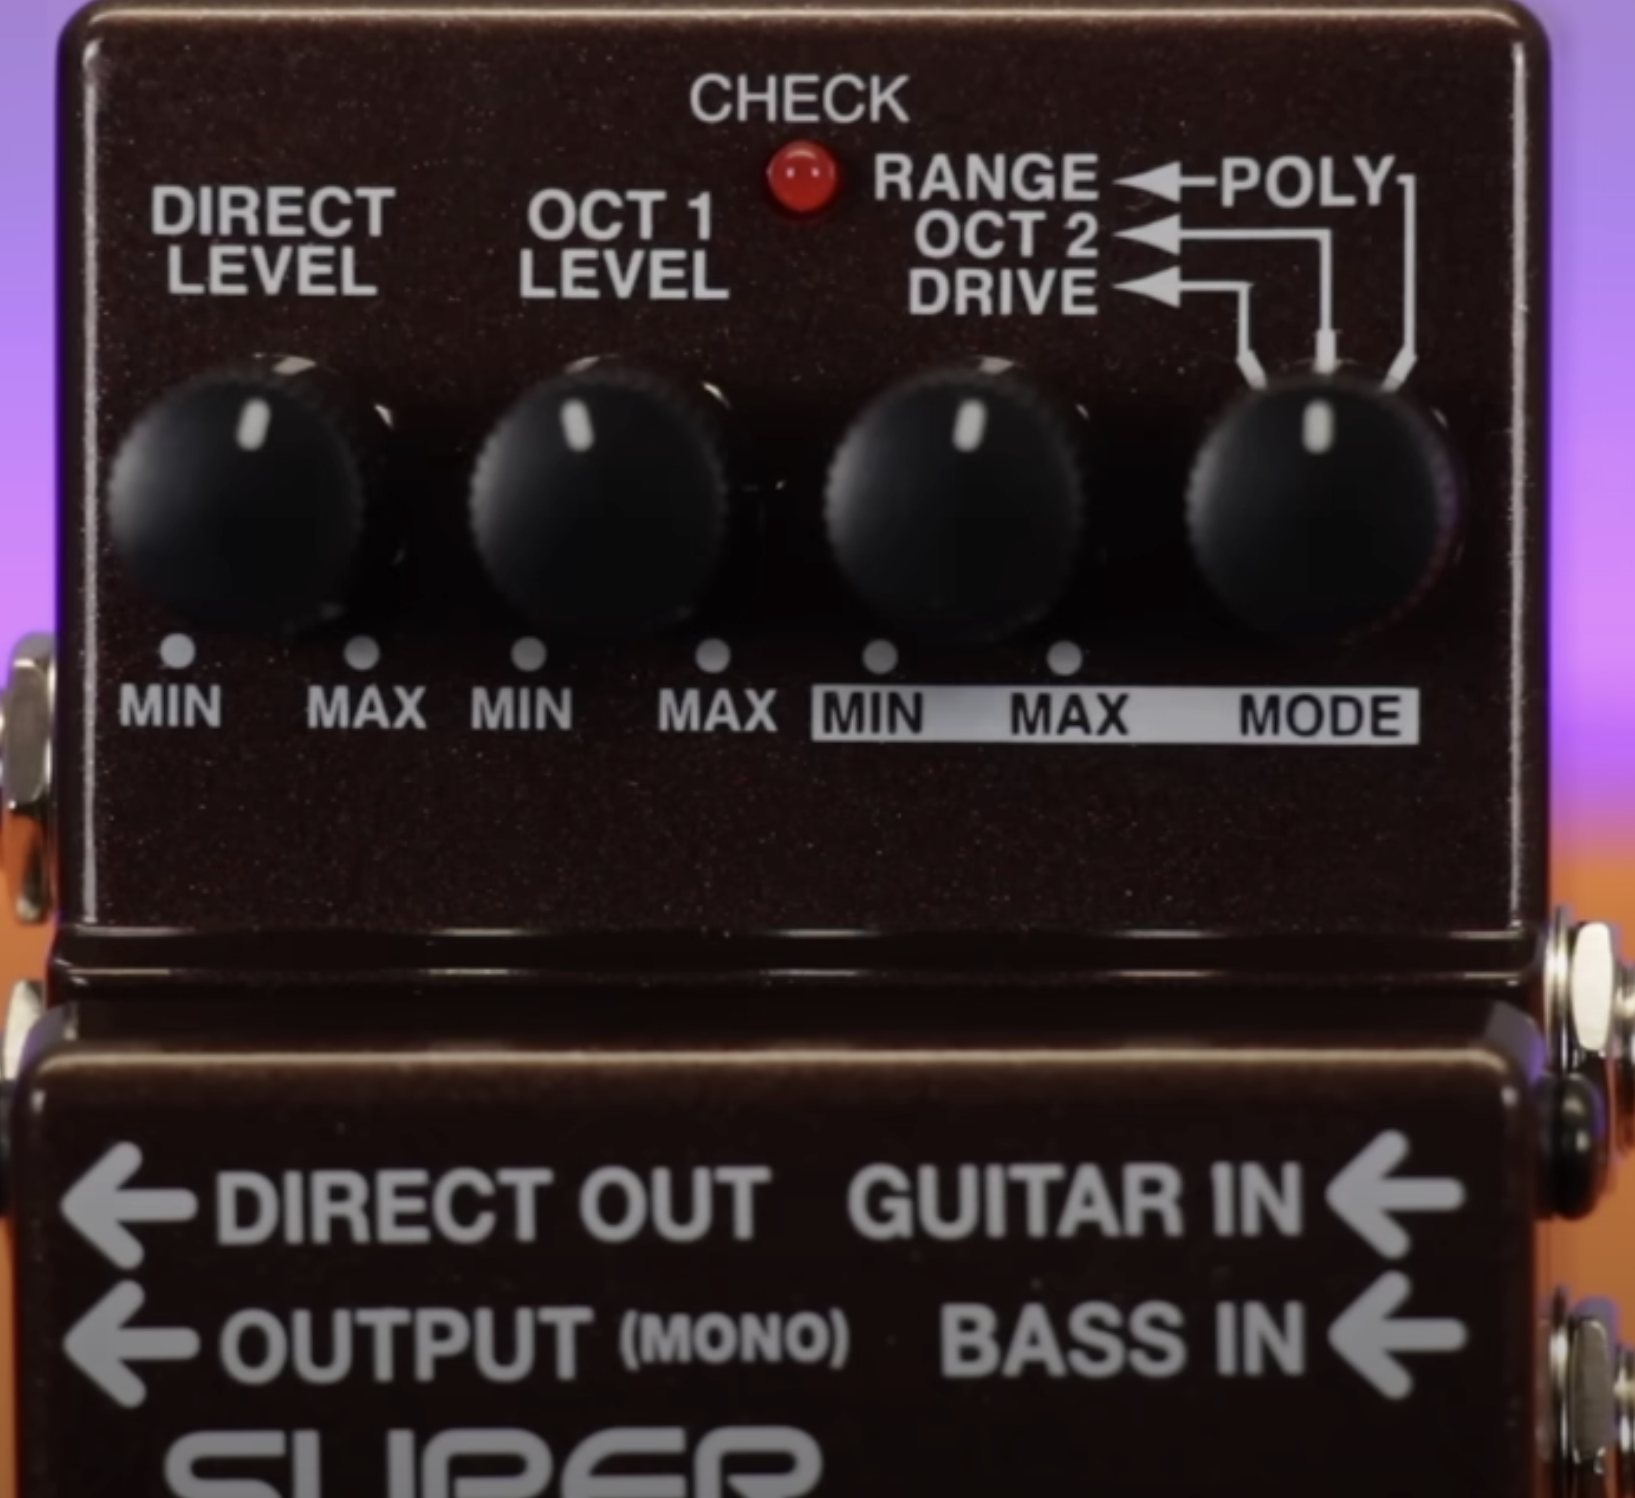 CHECK
DIRECT
LEVEL
OCT 1
LEVEL
RANGE POLY
OCT 2
DRIVE
MIN MAX MIN MAX MIN MAX MODE
DIRECT OUT GUITAR IN
OUTPUT (MONO) BASS IN
SUPER